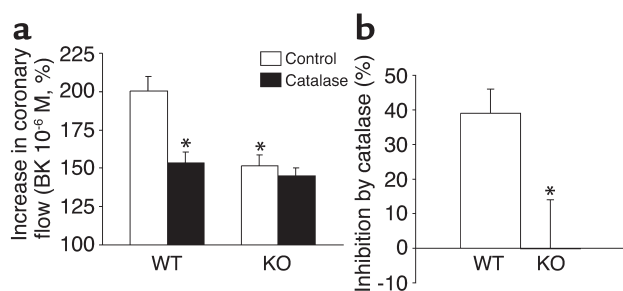 a
Increase in coronary
flow (BK 10-6 M, %)
225
200
175
150
125
100
Control
Catalase
*
*
WT
KO
b
Inhibition by catalase (%)
50
40
30
20
10
0
-10
*
WT
KO